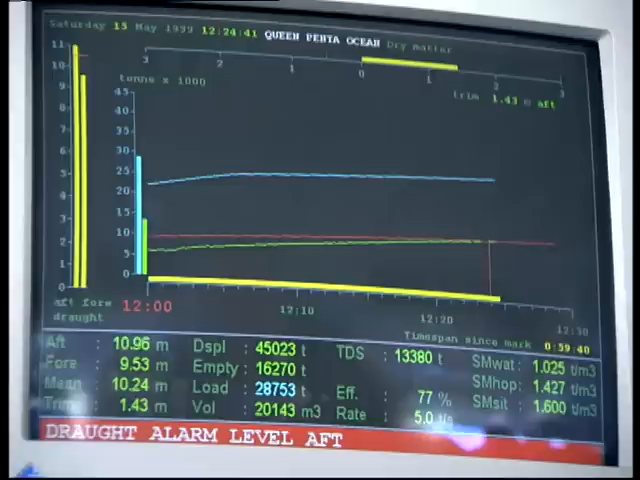 Saturday 15 May 1999 12:24:41 QUEEN PENTA OCEAN Dry matter
3 2 1 0 1 2 3
trim 1.43 m aft
tonne x 1000
11
10
9
8
7
6
5
4
3
2
1
0
45
40
35
30
25
20
15
10
5
0
aft fore
draught
12:00 12:10 12:20 12:30
Timespan since mark 0:59:40
Aft : 10.96 m Dspl : 45023 t TDS : 13380 t SMwat : 1.025 t/m3
Fore : 9.53 m Empty : 16270 t SMhop : 1.427 t/m3
Mean : 10.24 m Load : 28753 t Eff. : 77 % SMsit : 1.600 t/m3
Trim : 1.43 m Vol : 20143 m3 Rate : 5.0 t/s
DRAUGHT ALARM LEVEL AFT